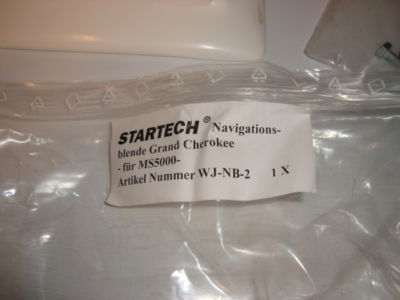 STARTECH® Navigations-
blende Grand Cherokee
- für MS5000-
Artikel Nummer WJ-NB-2 1 X